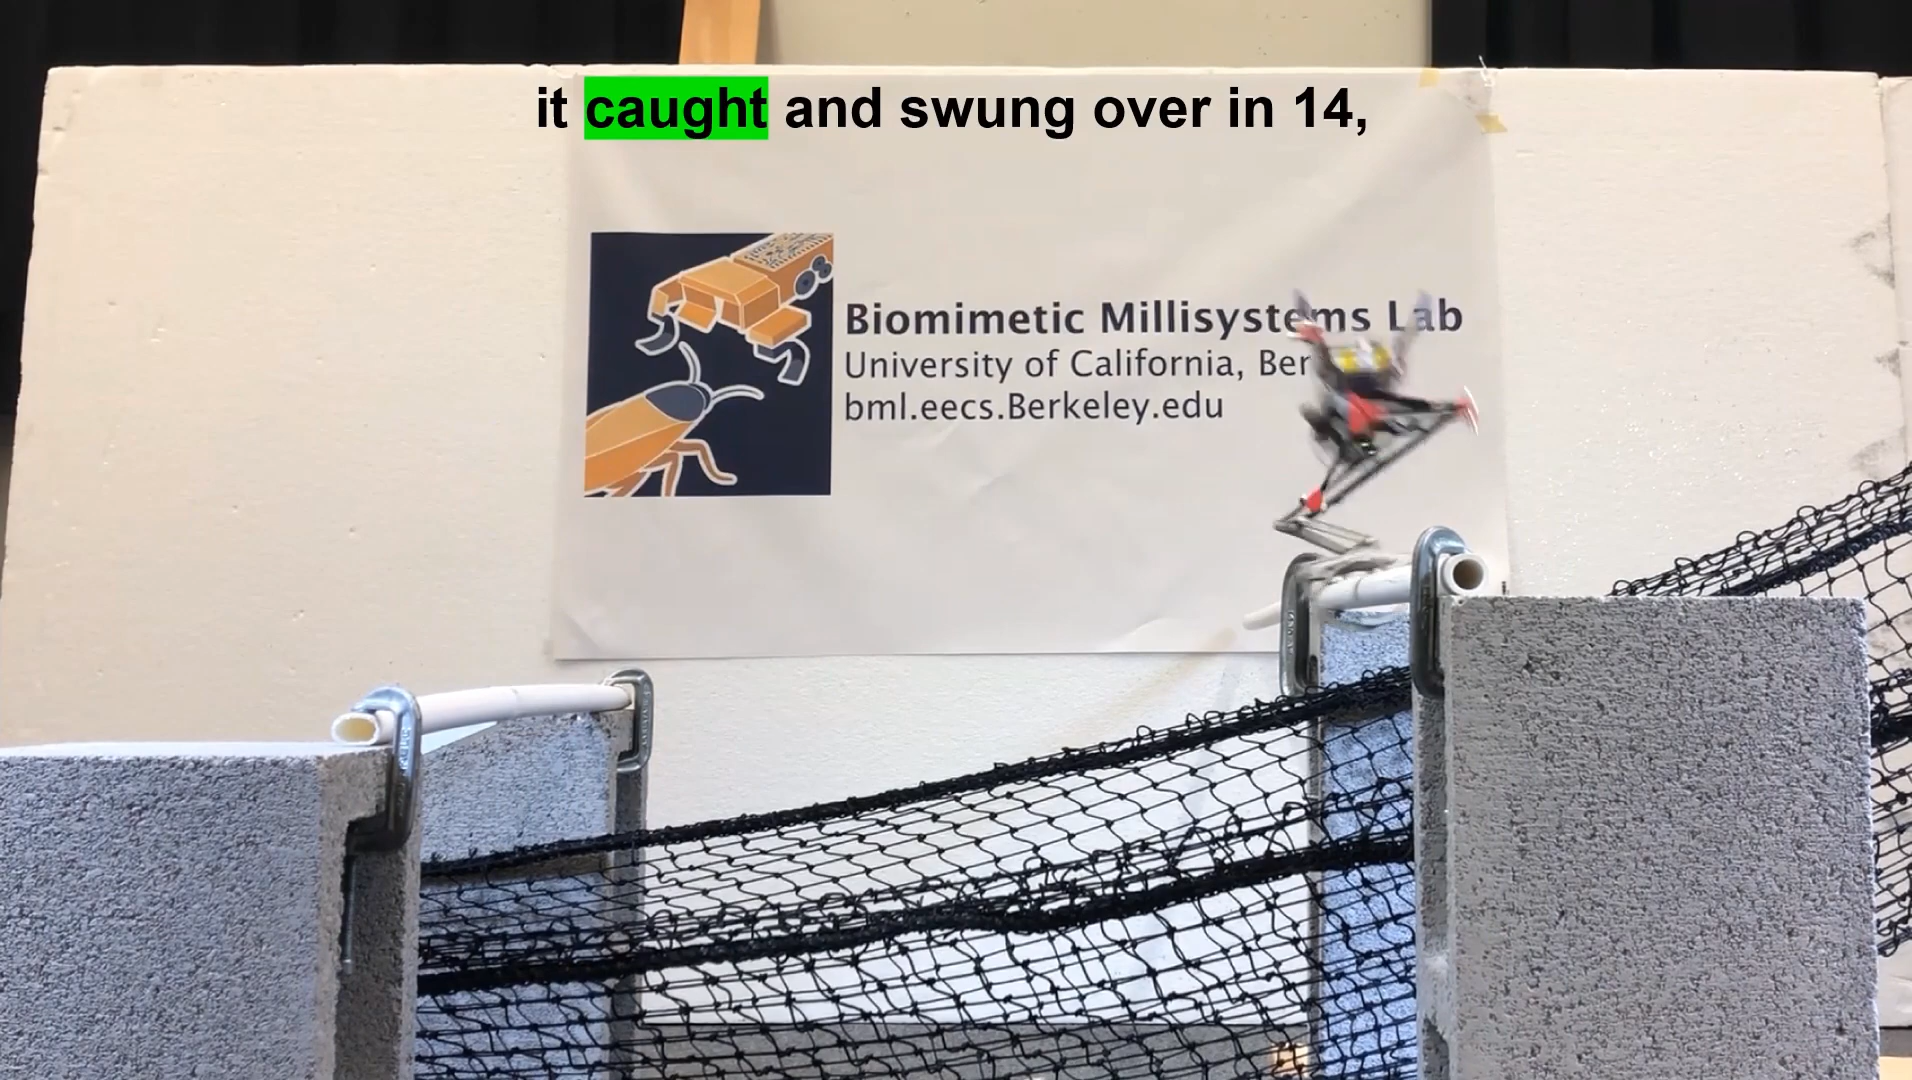 it caught and swung over in 14,
Biomimetic Millisystems Lab
University of California, Ber
bml.eecs.Berkeley.edu